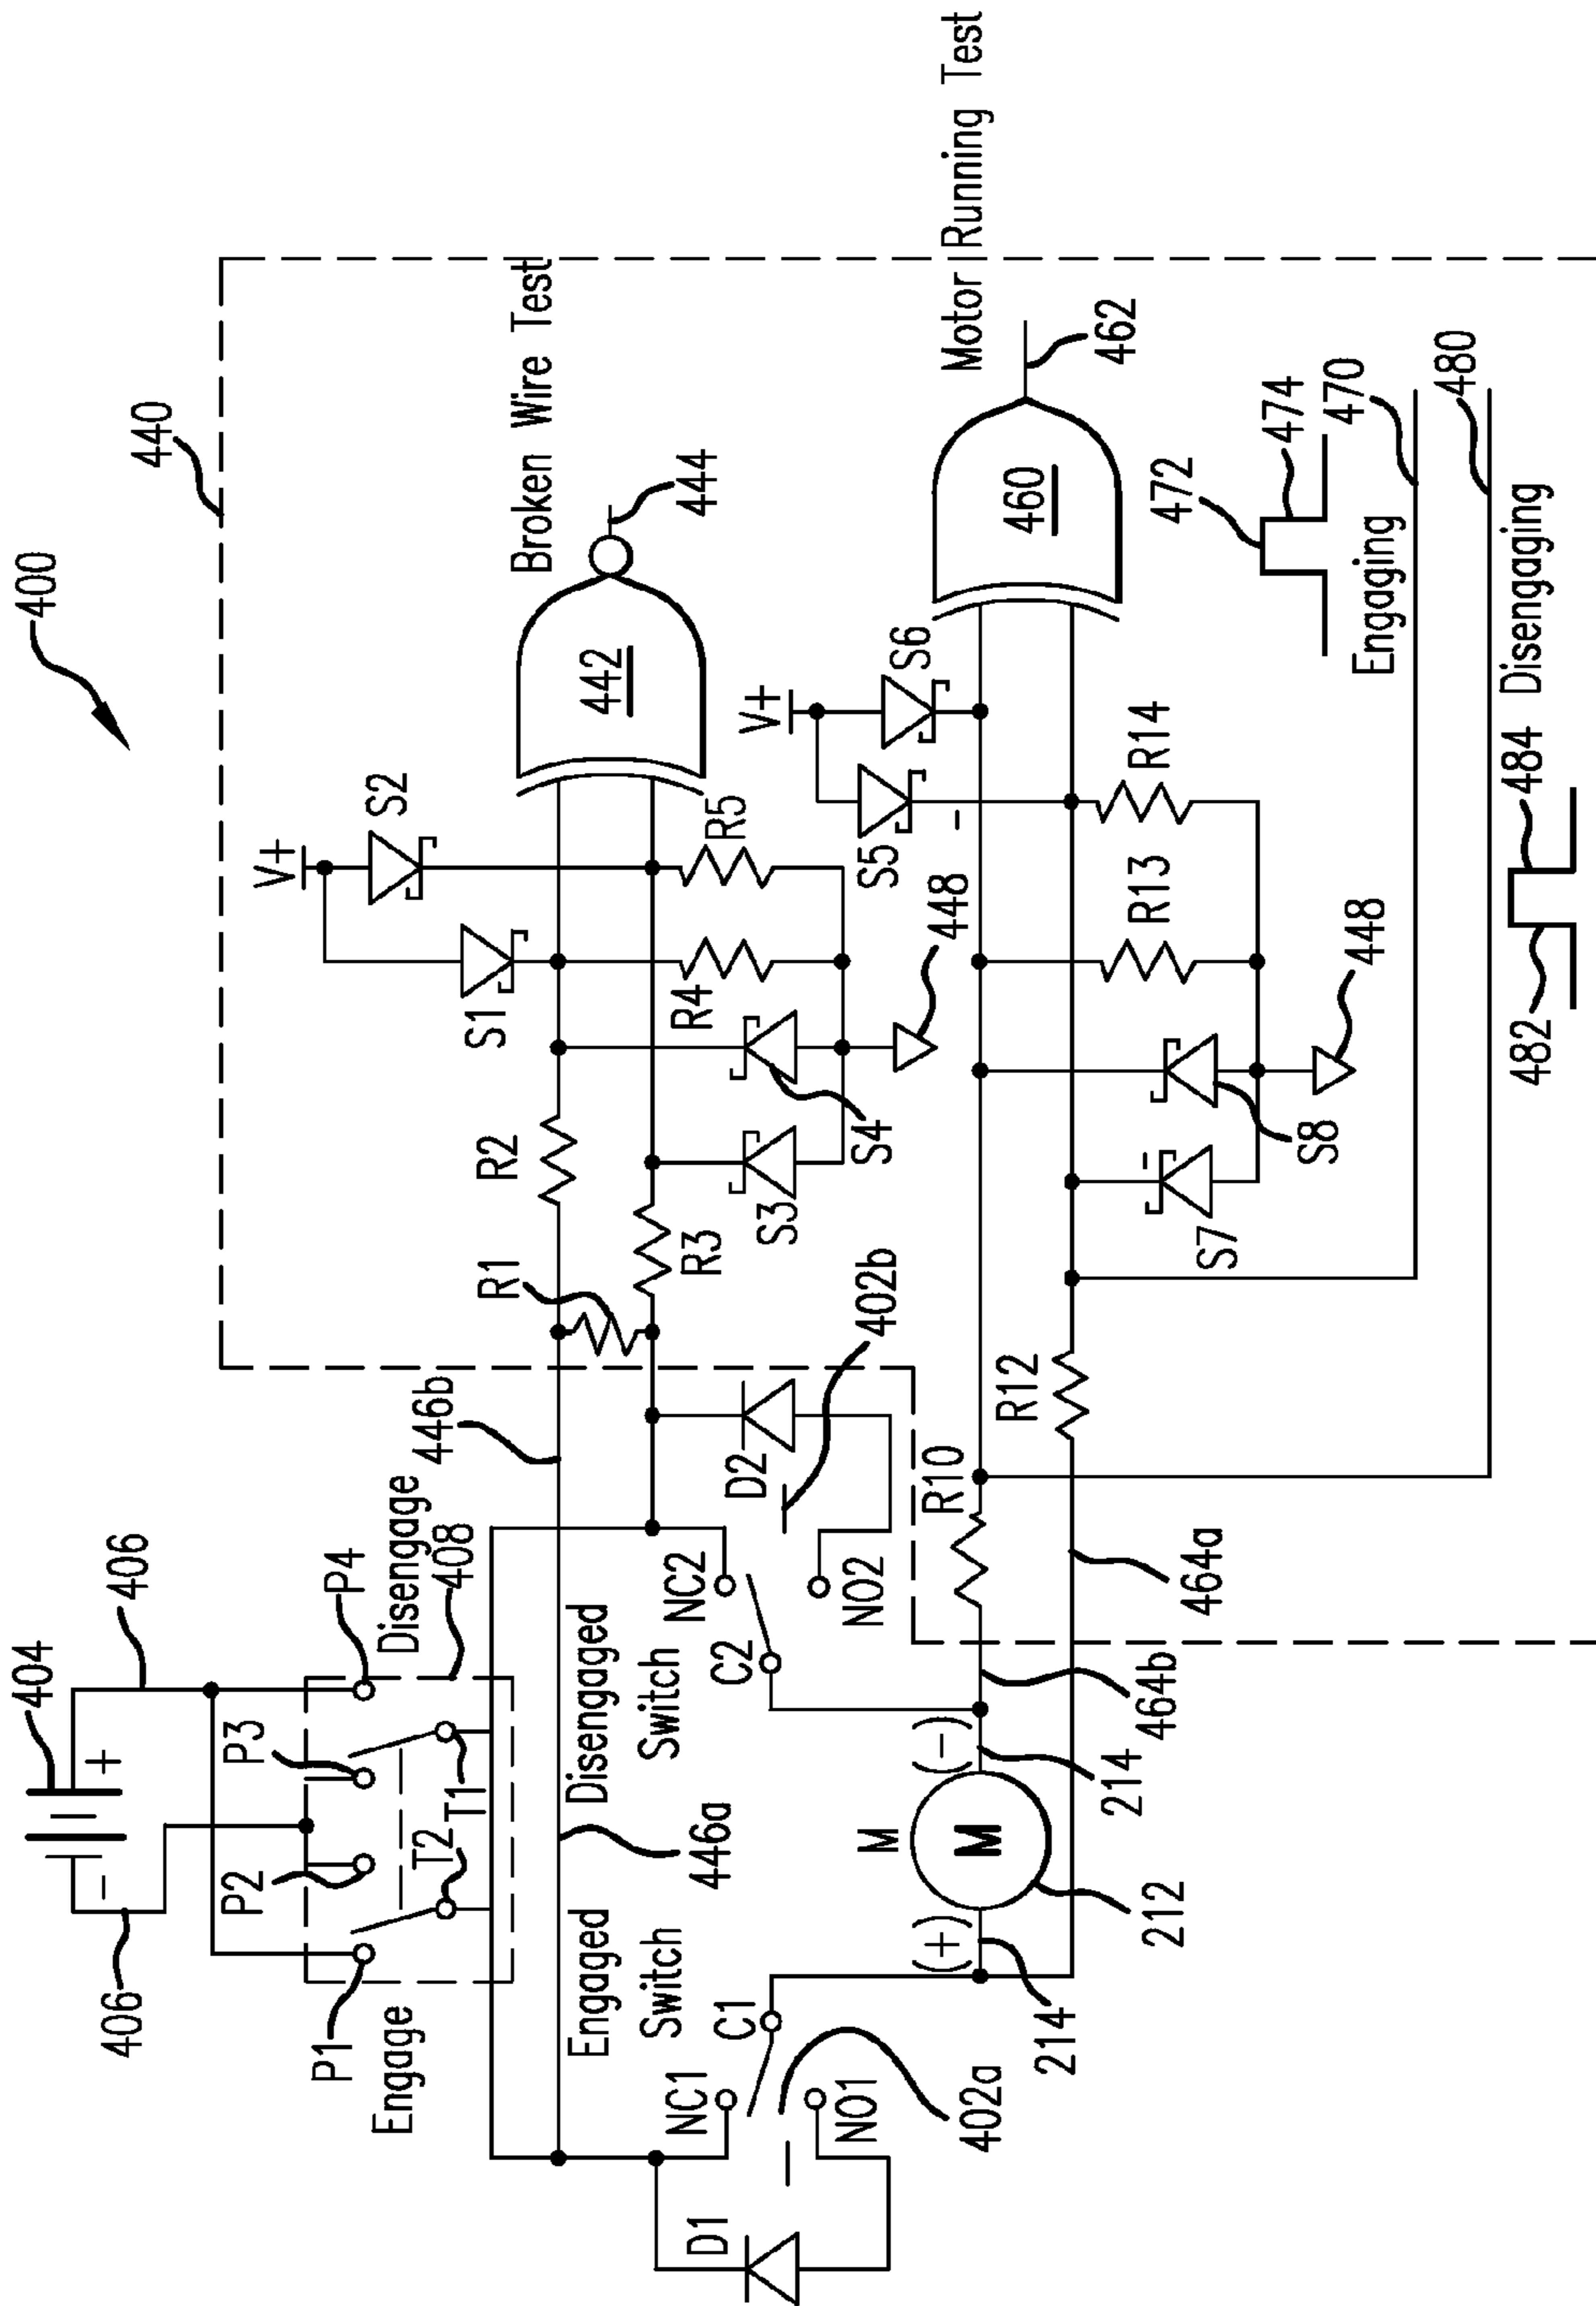 400
404
406
406
P1
P2
P3
P4
+
-
Engage
Disengage
408
T2
T1
440
446b
446a
Engaged
Switch
Disengaged
Switch
NC1
C1
NO1
402a
D1
NC2
C2
NO2
402b
D2
R1
R2
R3
R4
R5
S1
S2
S3
S4
V+
448
442
444
Broken Wire Test
M
M
(+)
(-)
214
214
212
464b
464a
R10
R12
R13
R14
S5
S6
S7
S8
V+
448
460
462
Motor Running Test
472
474
470
Engaging
480
Disengaging
482
484